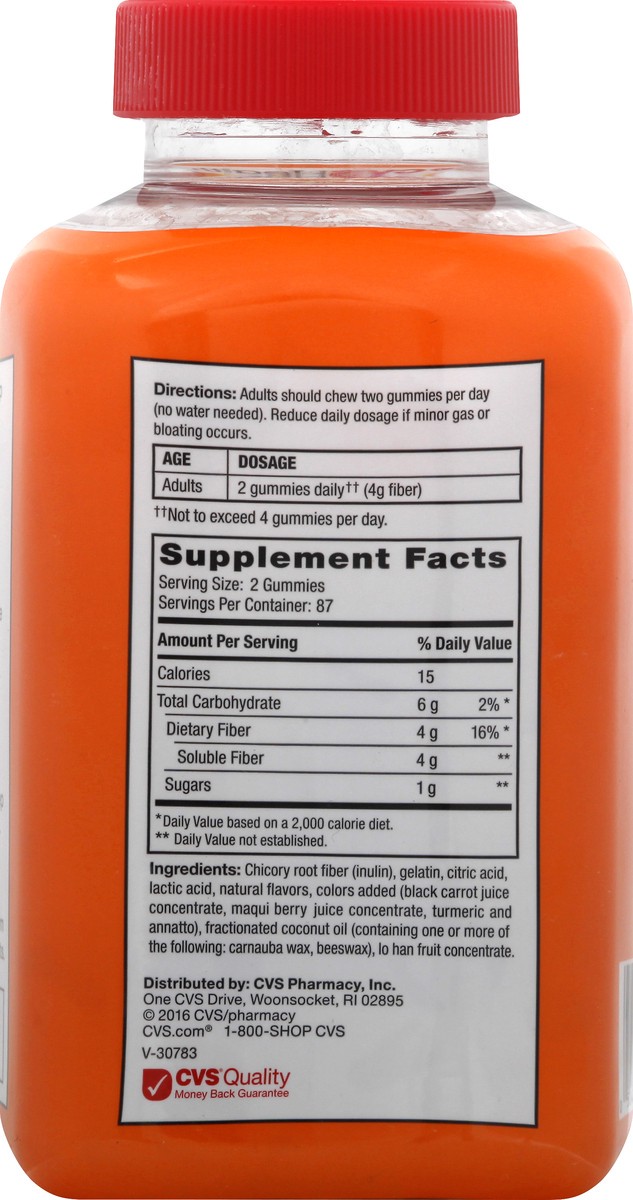 Directions: Adults should chew two gummies per day
(no water needed). Reduce daily dosage if minor gas or
bloating occurs.
AGE DOSAGE
Adults 2 gummies daily†† (4g fiber)
††Not to exceed 4 gummies per day.
Supplement Facts
Serving Size: 2 Gummies
Servings Per Container: 87
Amount Per Serving % Daily Value
Calories 15
Total Carbohydrate 6 g 2% *
Dietary Fiber 4 g 16% *
Soluble Fiber 4 g **
Sugars 1 g **
*Daily Value based on a 2,000 calorie diet.
** Daily Value not established.
Ingredients: Chicory root fiber (inulin), gelatin, citric acid,
lactic acid, natural flavors, colors added (black carrot juice
concentrate, maqui berry juice concentrate, turmeric and
annatto), fractionated coconut oil (containing one or more of
the following: carnauba wax, beeswax), lo han fruit concentrate.
Distributed by: CVS Pharmacy, Inc.
One CVS Drive, Woonsocket, RI 02895
© 2016 CVS/pharmacy
CVS.com® 1-800-SHOP CVS
V-30783
CVS® Quality
Money Back Guarantee